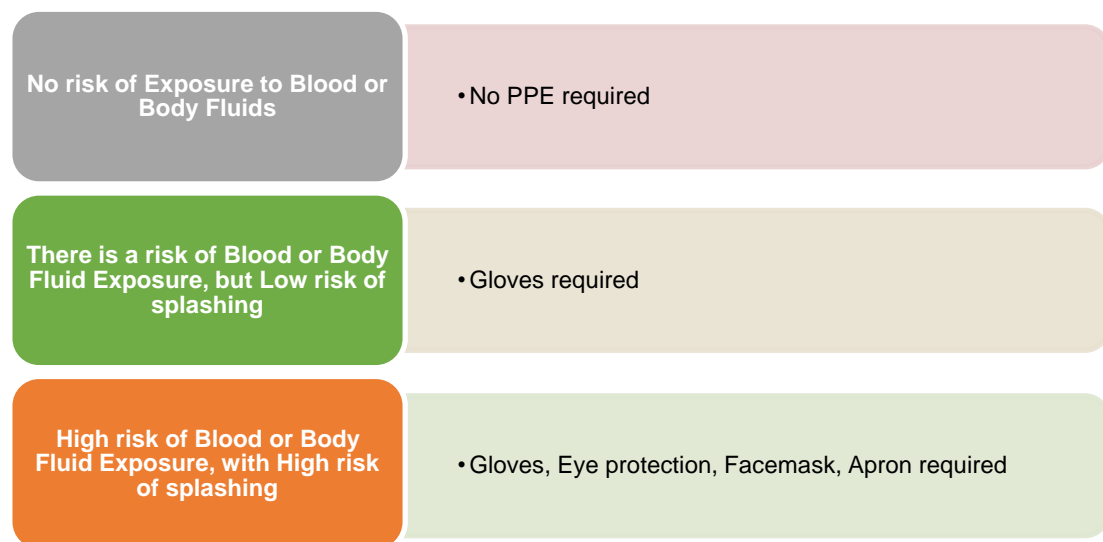 No risk of Exposure to Blood or
Body Fluids
• No PPE required
There is a risk of Blood or Body
Fluid Exposure, but Low risk of
splashing
• Gloves required
High risk of Blood or Body
Fluid Exposure, with High risk
of splashing
• Gloves, Eye protection, Facemask, Apron required